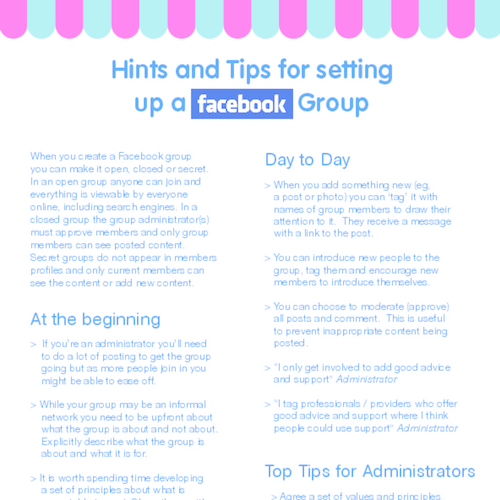 Hints and Tips for setting
up a facebook Group
When you create a Facebook group
you can make it open, closed or secret.
In an open group anyone can join and
everything is viewable by everyone
online, including search engines. In a
closed group the group administrator(s)
must approve members and only group
members can see posted content.
Secret groups do not appear in members
profiles and only current members can
see the content or add new content.
At the beginning
> If you're an administrator you'll need
to do a lot of posting to get the group
going but as more people join in you
might be able to ease off.
> While your group may be an informal
network you need to be upfront about
what the group is about and not about.
Explicitly describe what the group is
about and what it is for.
> It is worth spending time developing
a set of principles about what is
Day to Day
> When you add something new (eg,
a post or photo) you can 'tag' it with
names of group members to draw their
attention to it. They receive a message
with a link to the post.
> You can introduce new people to the
group, tag them and encourage new
members to introduce themselves.
> You can choose to moderate (approve)
all posts and comment. This is useful
to prevent inappropriate content being
posted.
> "I only get involved to add good advice
and support" Administrator
> "I tag professionals / providers who offer
good advice and support where I think
people could use support" Administrator
Top Tips for Administrators
> Agree a set of values and principles